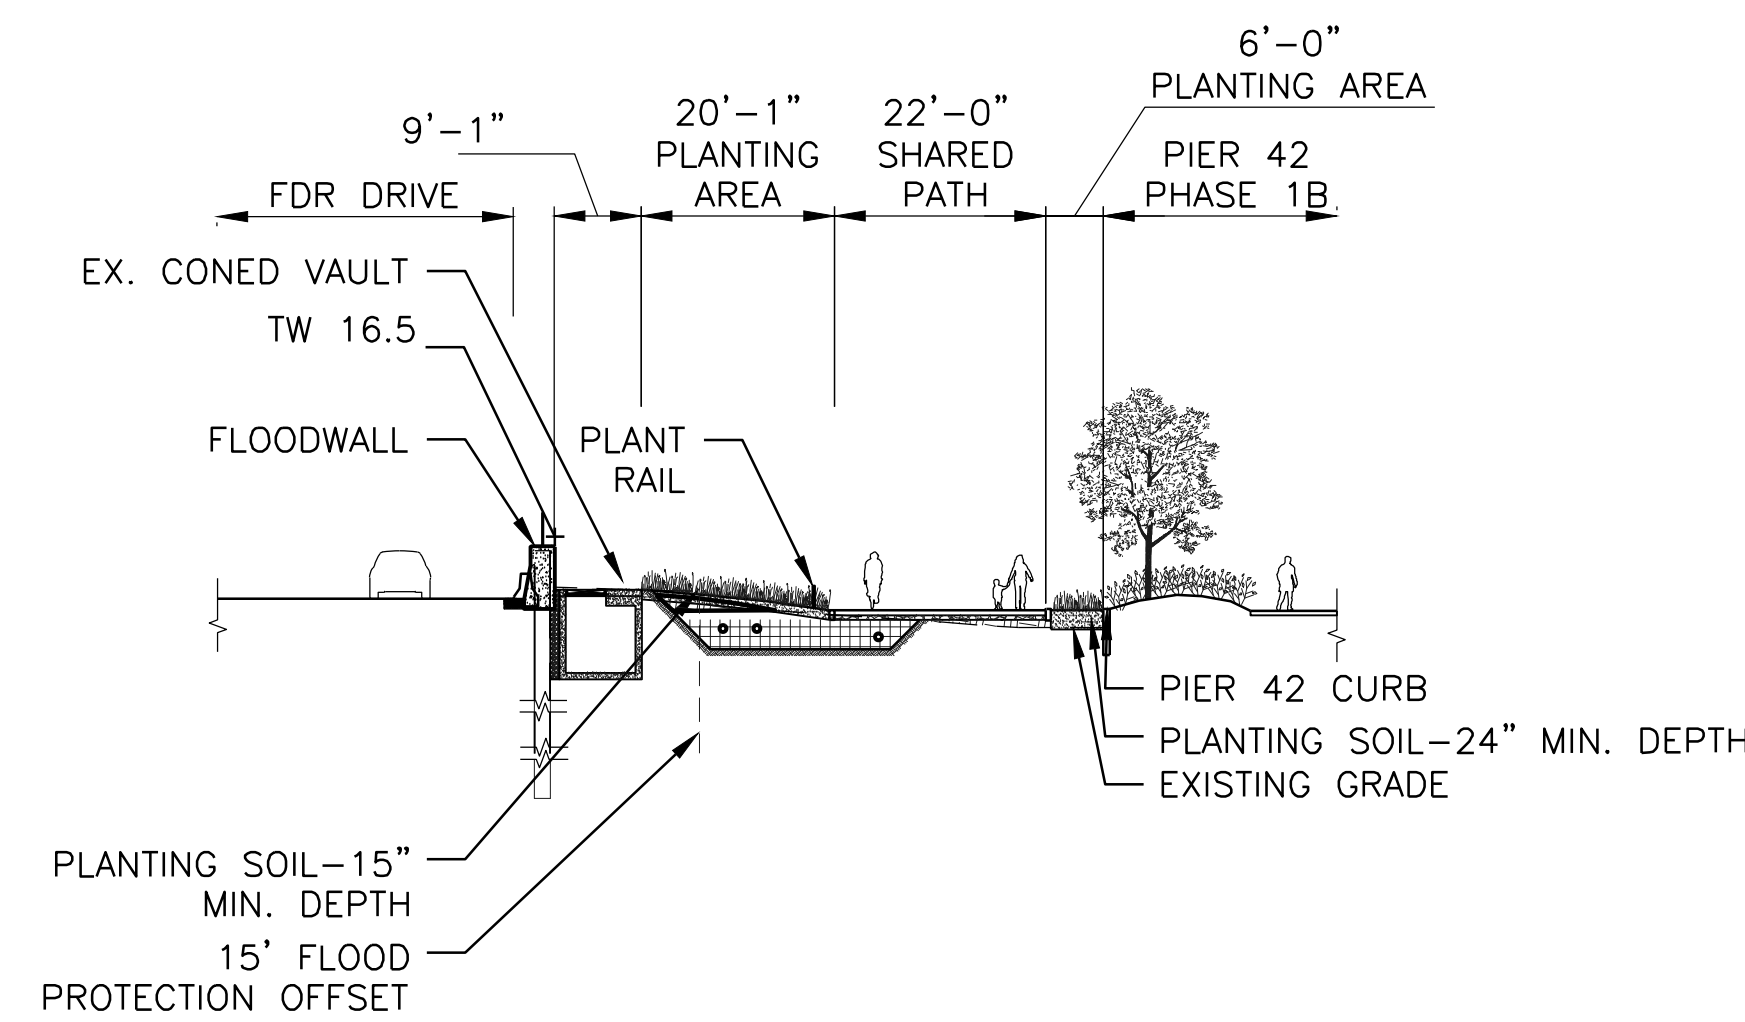 6'-0"
PLANTING AREA
9'-1"
20'-1"
PLANTING
AREA
22'-0"
SHARED
PATH
PIER 42
PHASE 1B
FDR DRIVE
EX. CONED VAULT
TW 16.5
FLOODWALL
PLANT
RAIL
PIER 42 CURB
PLANTING SOIL-24" MIN. DEPTH
EXISTING GRADE
PLANTING SOIL-15"
MIN. DEPTH
15' FLOOD
PROTECTION OFFSET